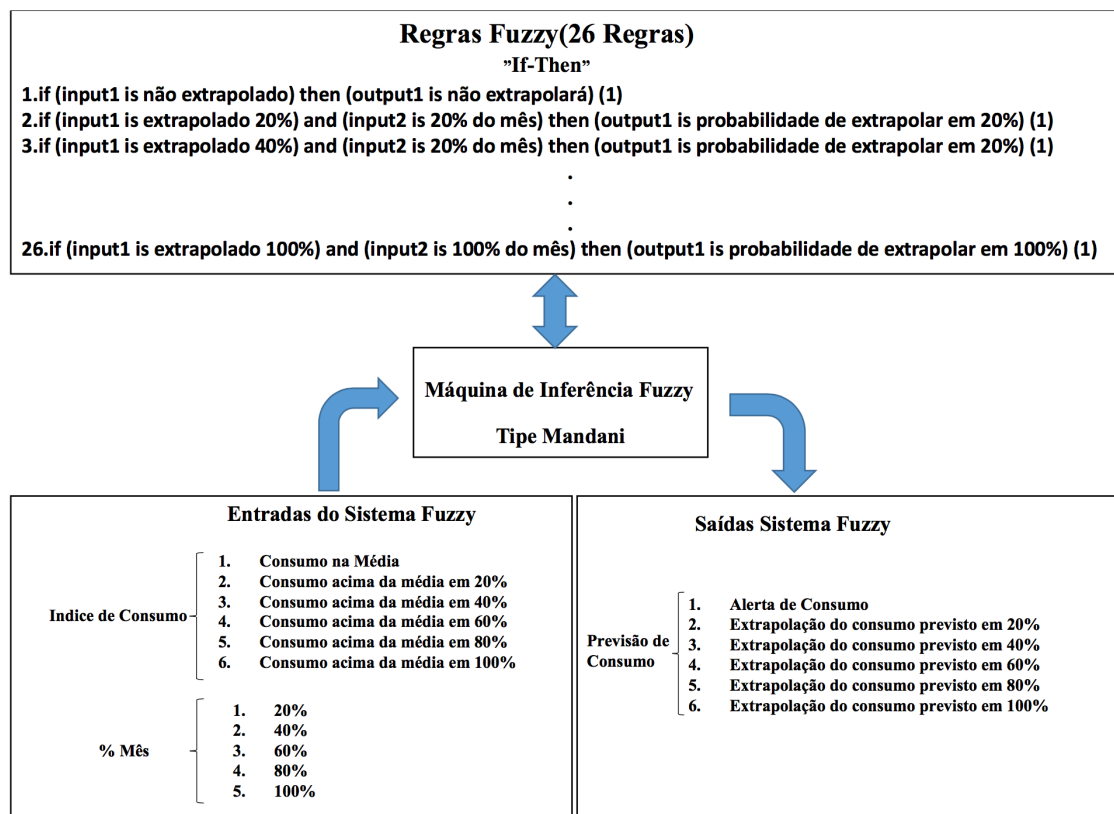 Regras Fuzzy(26 Regras)
”If-Then”
1.if (input1 is não extrapolado) then (output1 is não extrapolará) (1)
2.if (input1 is extrapolado 20%) and (input2 is 20% do mês) then (output1 is probabilidade de extrapolar em 20%) (1)
3.if (input1 is extrapolado 40%) and (input2 is 20% do mês) then (output1 is probabilidade de extrapolar em 20%) (1)
.
.
.
26.if (input1 is extrapolado 100%) and (input2 is 100% do mês) then (output1 is probabilidade de extrapolar em 100%) (1)
Máquina de Inferência Fuzzy
Tipe Mandani
Entradas do Sistema Fuzzy
Indice de Consumo
1. Consumo na Média
2. Consumo acima da média em 20%
3. Consumo acima da média em 40%
4. Consumo acima da média em 60%
5. Consumo acima da média em 80%
6. Consumo acima da média em 100%
% Mês
1. 20%
2. 40%
3. 60%
4. 80%
5. 100%
Saídas Sistema Fuzzy
Previsão de
Consumo
1. Alerta de Consumo
2. Extrapolação do consumo previsto em 20%
3. Extrapolação do consumo previsto em 40%
4. Extrapolação do consumo previsto em 60%
5. Extrapolação do consumo previsto em 80%
6. Extrapolação do consumo previsto em 100%